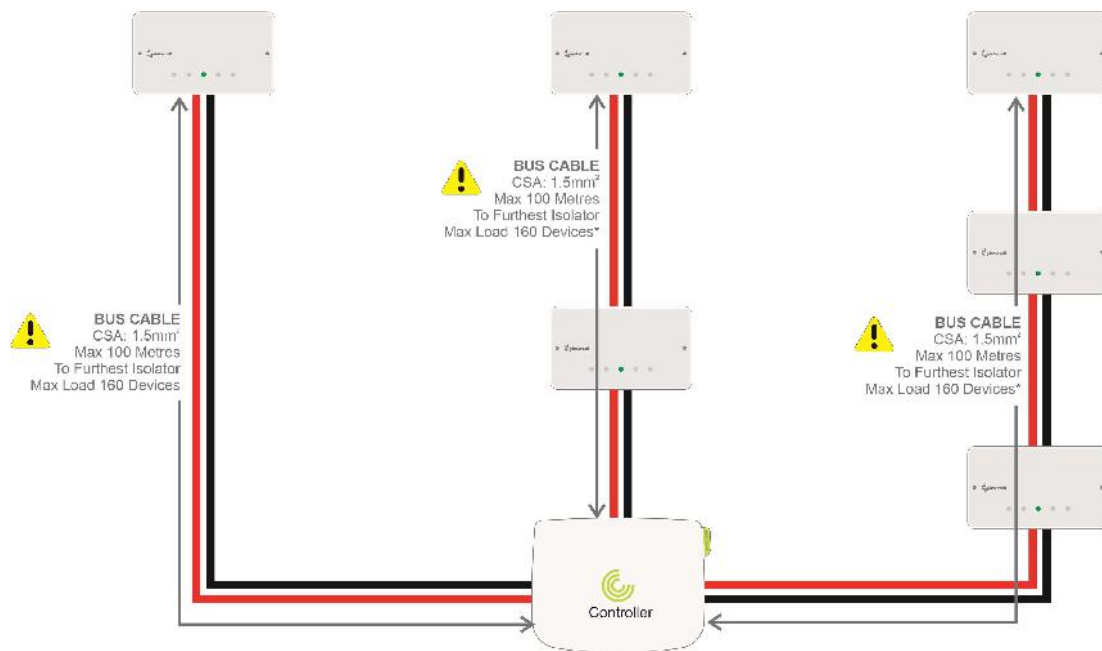 BUS CABLE
CSA: 1.5mm²
Max 100 Metres
To Furthest Isolator
Max Load 160 Devices
BUS CABLE
CSA: 1.5mm²
Max 100 Metres
To Furthest Isolator
Max Load 160 Devices*
BUS CABLE
CSA: 1.5mm²
Max 100 Metres
To Furthest Isolator
Max Load 160 Devices*
Controller